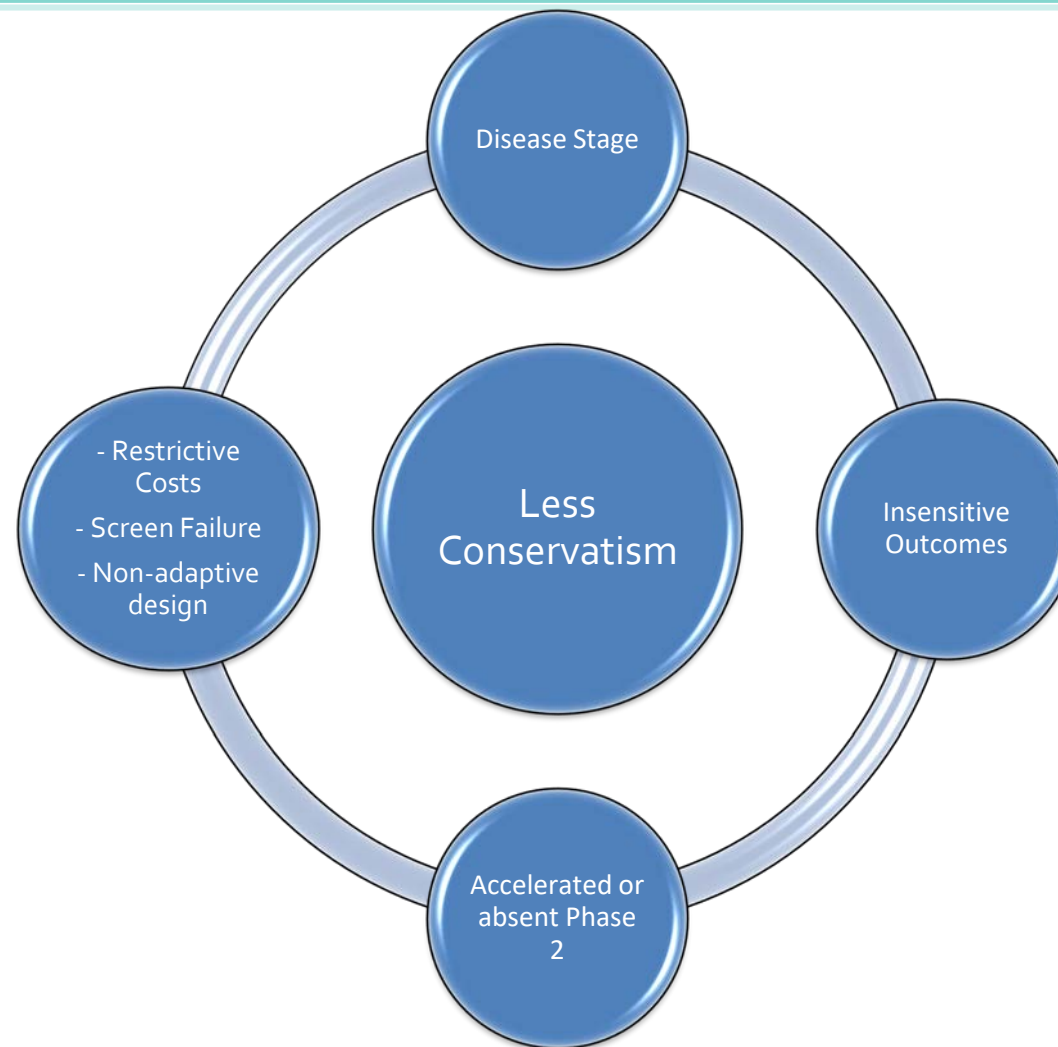 Disease Stage
- Restrictive
Costs
- Screen Failure
- Non-adaptive
design
Less
Conservatism
Insensitive
Outcomes
Accelerated or
absent Phase
2